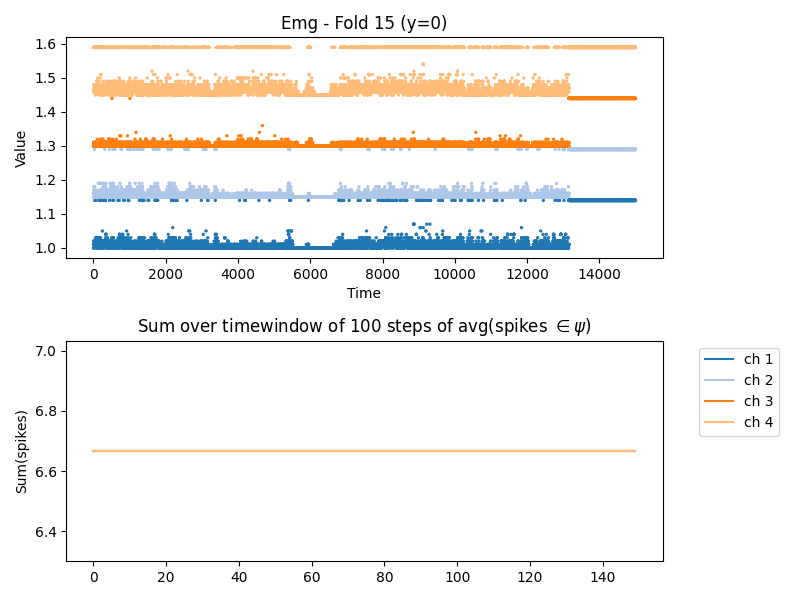 Emg - Fold 15 (y=0)
Value
1.6
1.5
1.4
1.3
1.2
1.1
1.0
0 2000 4000 6000 8000 10000 12000 14000
Time
Sum over timewindow of 100 steps of avg(spikes ∈ ψ)
Sum(spikes)
7.0
6.8
6.6
6.4
0 20 40 60 80 100 120 140
ch 1
ch 2
ch 3
ch 4